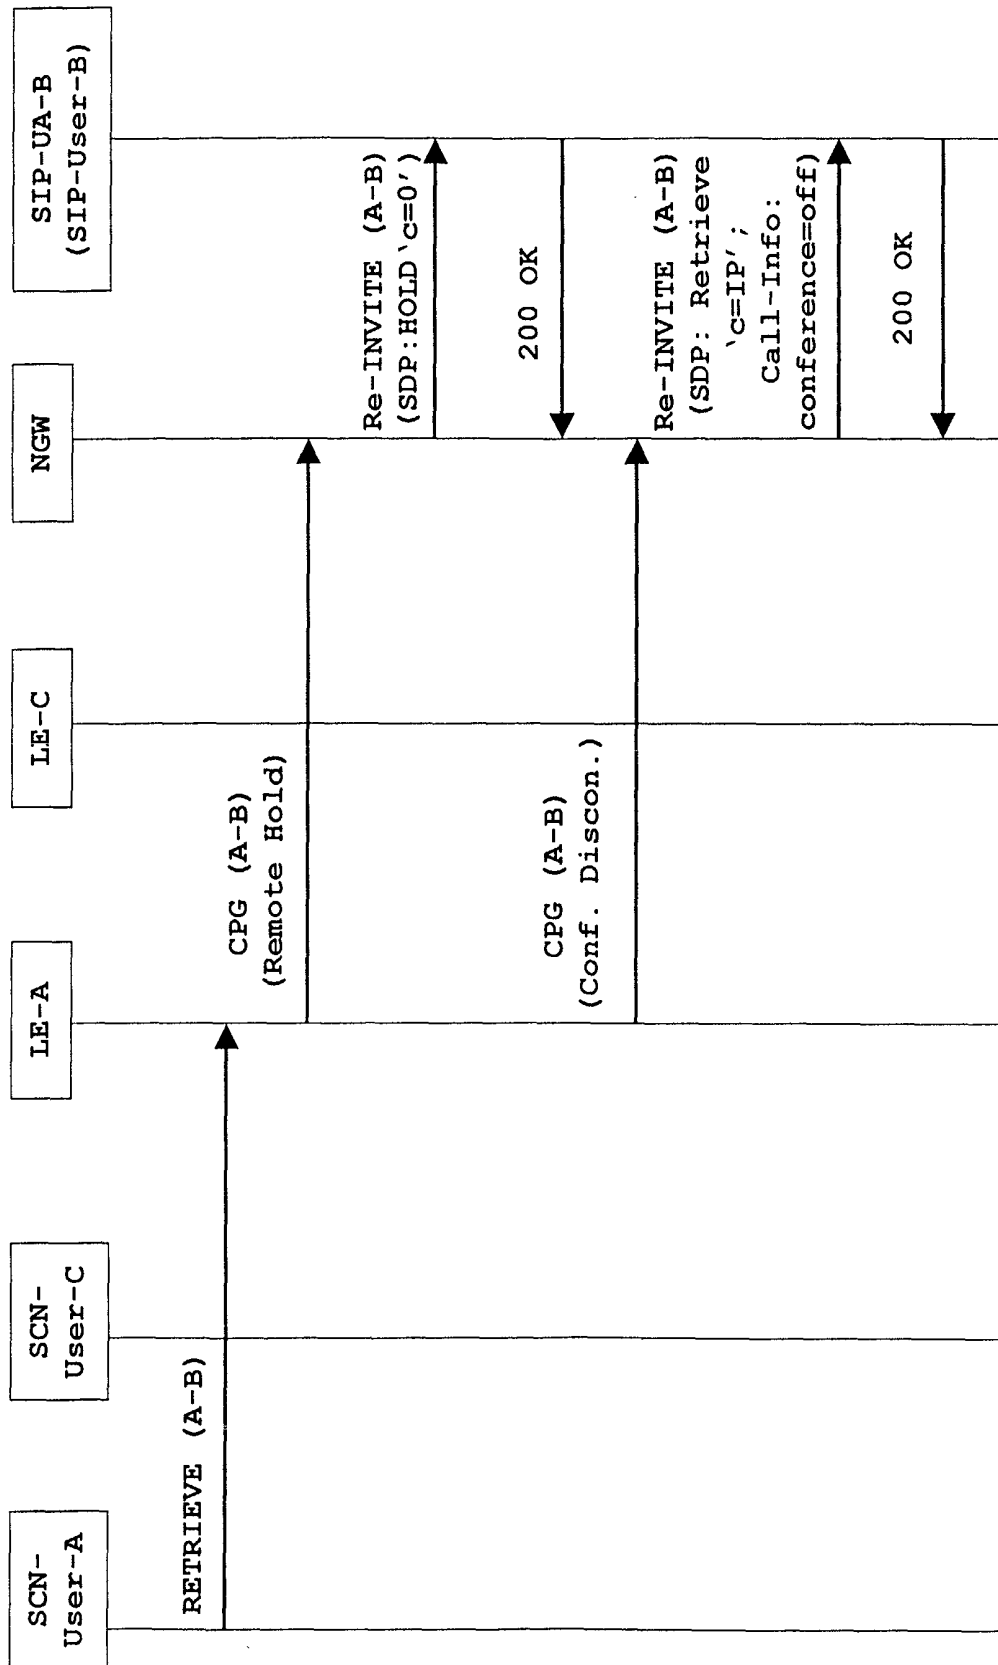 SCN-
User-A
SCN-
User-C
LE-A
LE-C
NGW
SIP-UA-B
(SIP-User-B)
RETRIEVE (A-B)
CPG (A-B)
(Remote Hold)
Re-INVITE (A-B)
(SDP:HOLD`c=0')
200 OK
CPG (A-B)
(Conf. Discon.)
Re-INVITE (A-B)
(SDP: Retrieve
`c=IP';
Call-Info:
conference=off)
200 OK